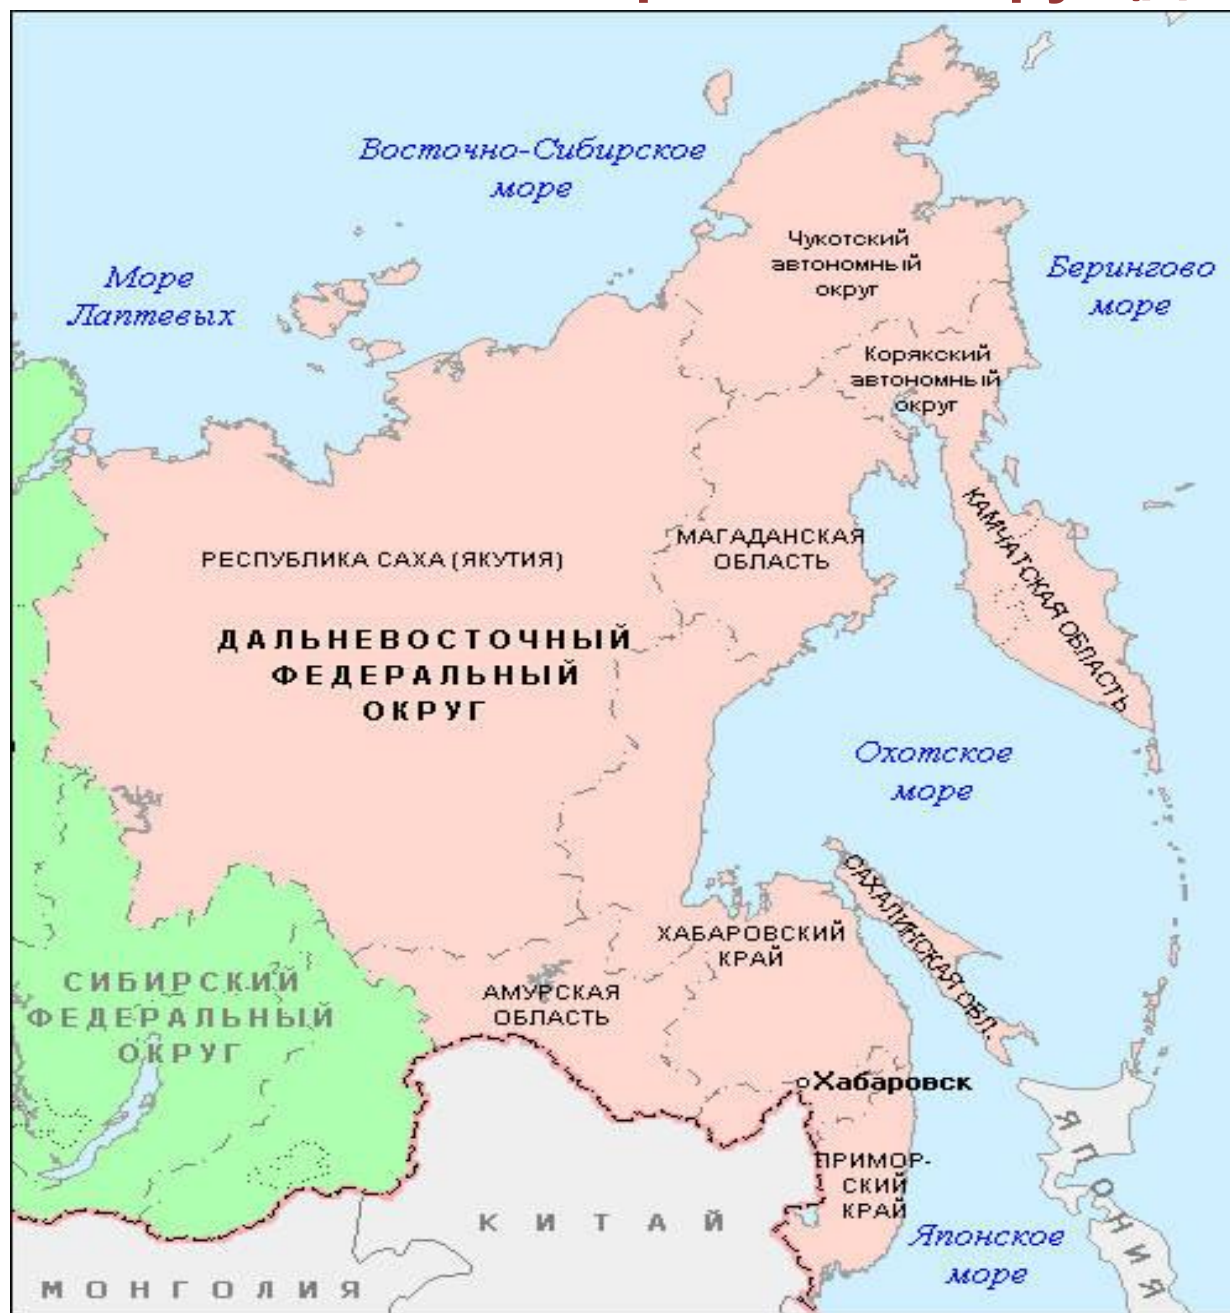 Восточно-Сибирское
море
Чукотский
автономный
округ
Берингово
море
Море
Лаптевых
Корякский
автономный
округ
КАМЧАТСКАЯ ОБЛАСТЬ
МАГАДАНСКАЯ
ОБЛАСТЬ
РЕСПУБЛИКА САХА (ЯКУТИЯ)
ДАЛЬНЕВОСТОЧНЫЙ
ФЕДЕРАЛЬНЫЙ
ОКРУГ
Охотское
море
САХАЛИНСКАЯ ОБЛ.
ХАБАРОВСКИЙ
КРАЙ
АМУРСКАЯ
ОБЛАСТЬ
СИБИРСКИЙ
ФЕДЕРАЛЬНЫЙ
ОКРУГ
Хабаровск
ПРИМОР-
СКИЙ
КРАЙ
ЯПОНИЯ
КИТАЙ
Японское
море
МОНГОЛИЯ